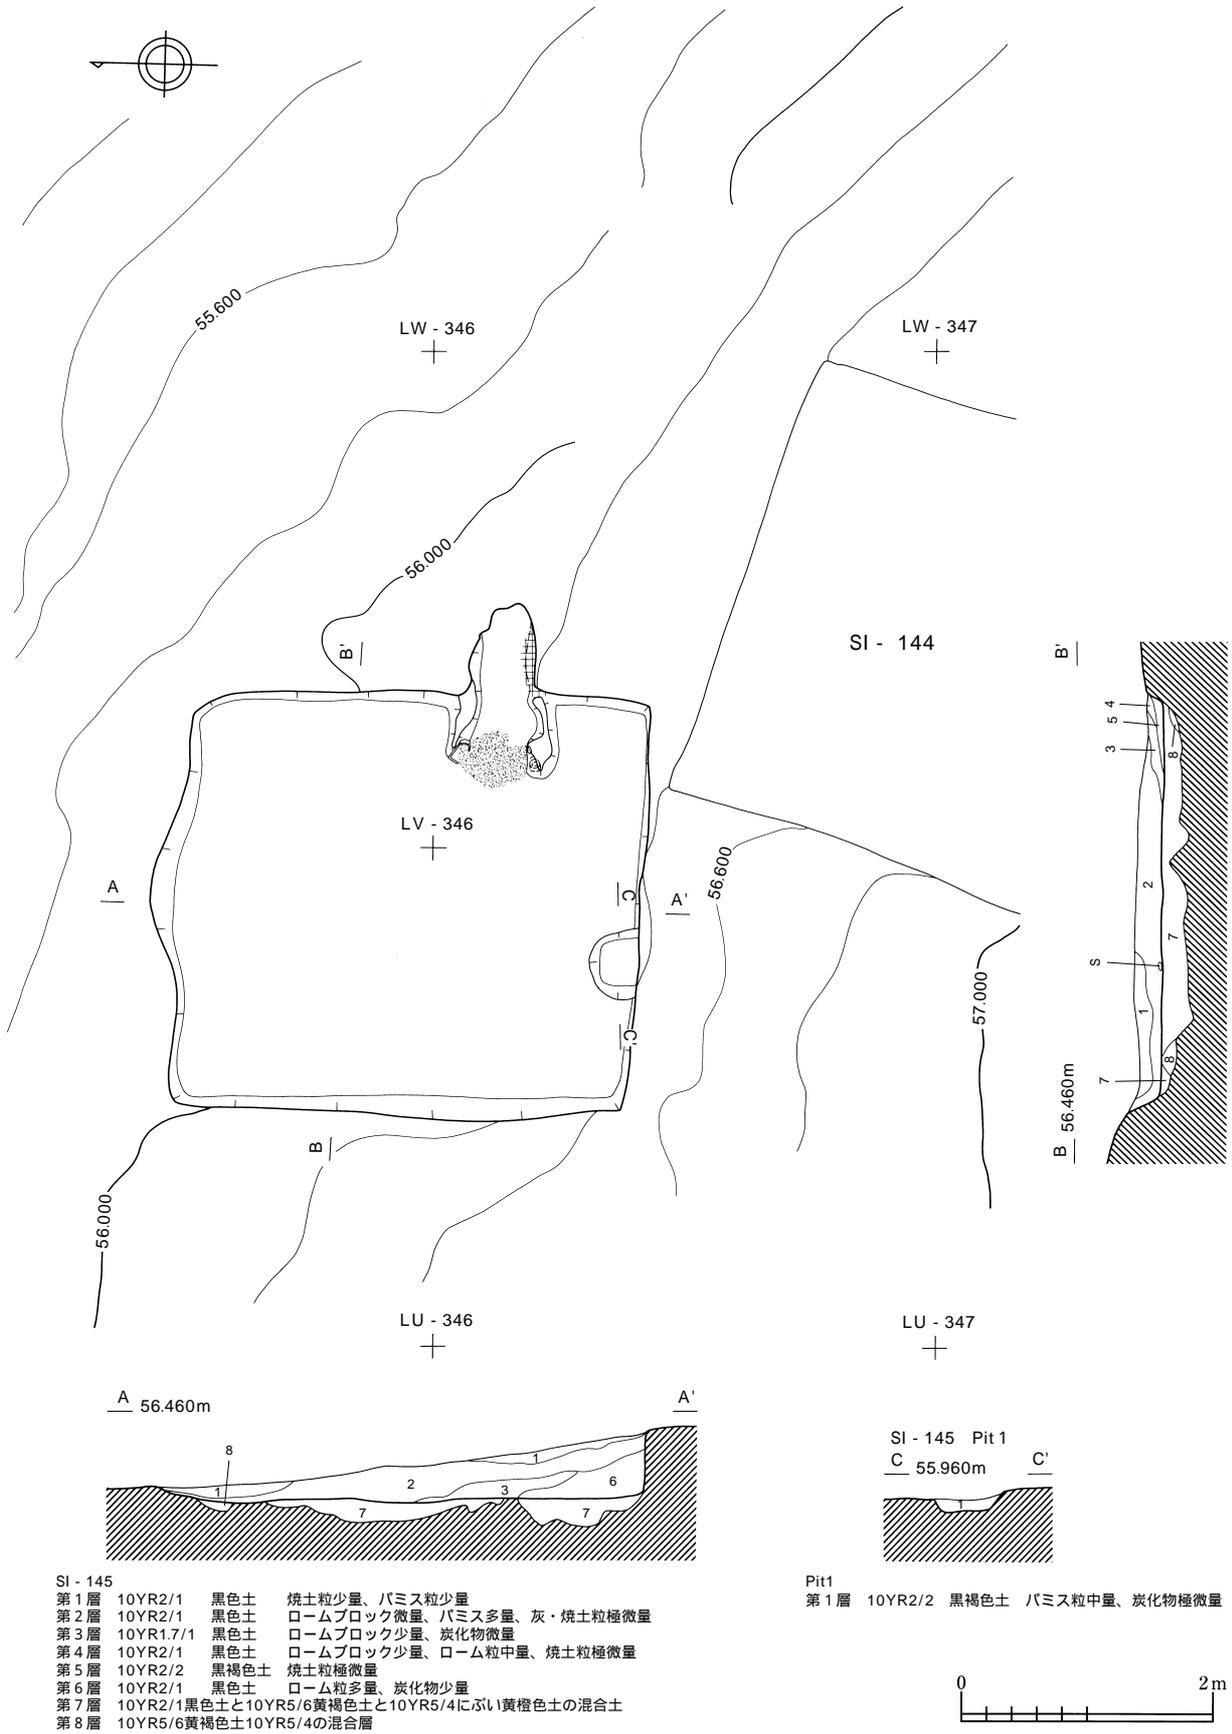 55.600
LW - 346
LW - 347
56.000
B'
SI - 144
B'
4
5
3
8
LV - 346
56.600
A
C
A'
2
7
S
57.000
1
C'
8
7
B 56.460m
B
56.000
LU - 346
LU - 347
A 56.460m
A'
8
1
2
1
3
6
7
7
SI - 145 Pit 1
C 55.960m
C'
1
SI - 145
第1層 10YR2/1 黒色土 焼土粒少量、パミス粒少量
第2層 10YR2/1 黒色土 ロームブロック微量、パミス多量、灰・焼土粒極微量
第3層 10YR1.7/1 黒色土 ロームブロック少量、炭化物微量
第4層 10YR2/1 黒色土 ロームブロック少量、ローム粒中量、焼土粒極微量
第5層 10YR2/2 黒褐色土 焼土粒極微量
第6層 10YR2/1 黒色土 ローム粒多量、炭化物少量
第7層 10YR2/1黒色土と10YR5/6黄褐色土と10YR5/4にぶい黄橙色土の混合土
第8層 10YR5/6黄褐色土10YR5/4の混合層
Pit1
第1層 10YR2/2 黒褐色土 パミス粒中量、炭化物極微量
0
2m